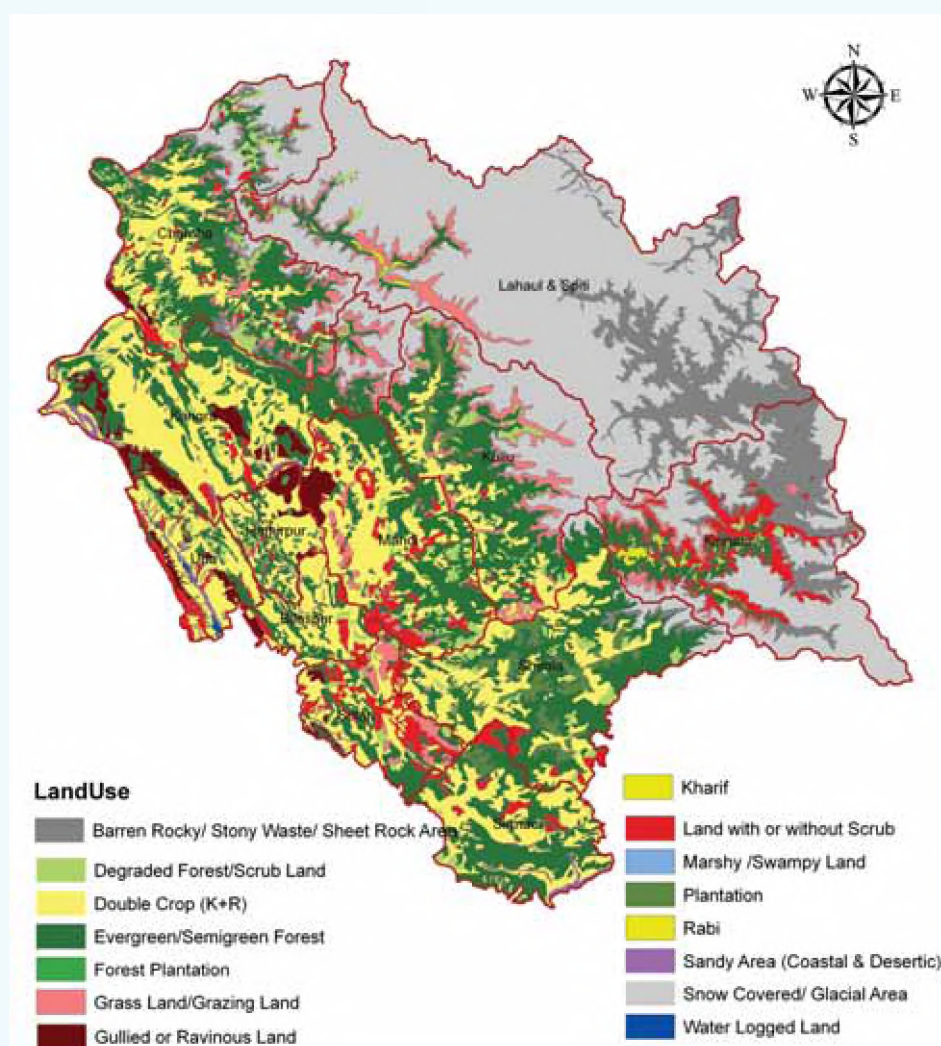 N
W E
S
Chamba
Lahaul & Spiti
Kangra
Kullu
Hamirpur
Mandi
Kinnaur
Una
Bilaspur
Shimla
Solan
Sirmaur
LandUse
Barren Rocky/ Stony Waste/ Sheet Rock Area
Degraded Forest/Scrub Land
Double Crop (K+R)
Evergreen/Semigreen Forest
Forest Plantation
Grass Land/Grazing Land
Gullied or Ravinous Land
Kharif
Land with or without Scrub
Marshy /Swampy Land
Plantation
Rabi
Sandy Area (Coastal & Desertic)
Snow Covered/ Glacial Area
Water Logged Land